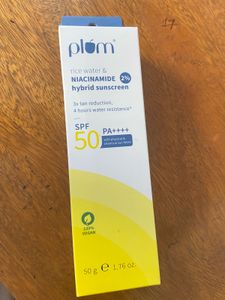 plúm®
rice water &
NIACINAMIDE 2%
hybrid sunscreen
3x tan reduction,
4 hours water resistance*
SPF
50
PA++++
100%
VEGAN
50 g e 1.76 oz.